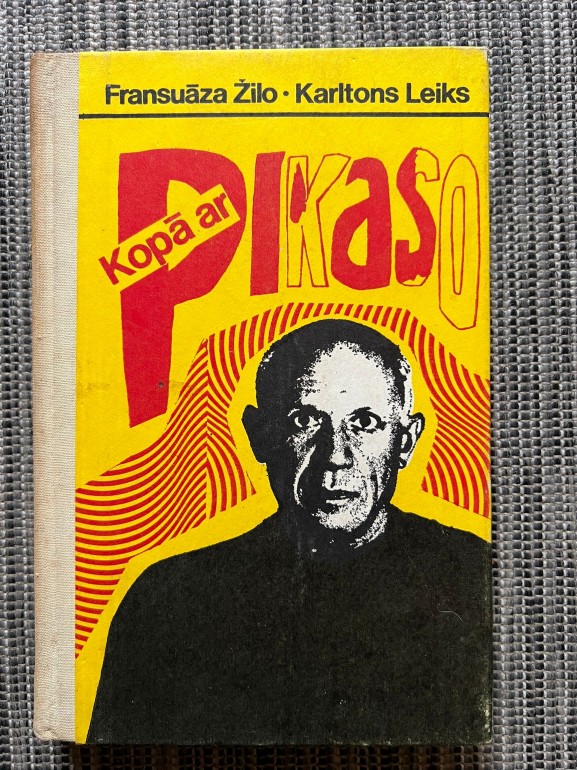 Fransuāza Žilo • Karltons Leiks
Kopā ar
PIKASO